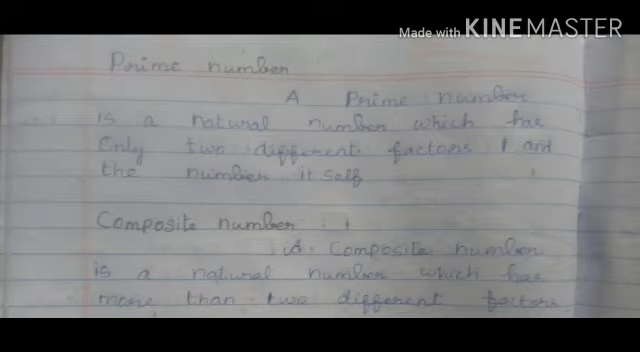 Made with KINEMASTER
Prime number
A Prime number
is a natural number which has
Only two different factors 1 and
the number it self
Composite number
A Composite number
is a natural number which has
more than two different factors